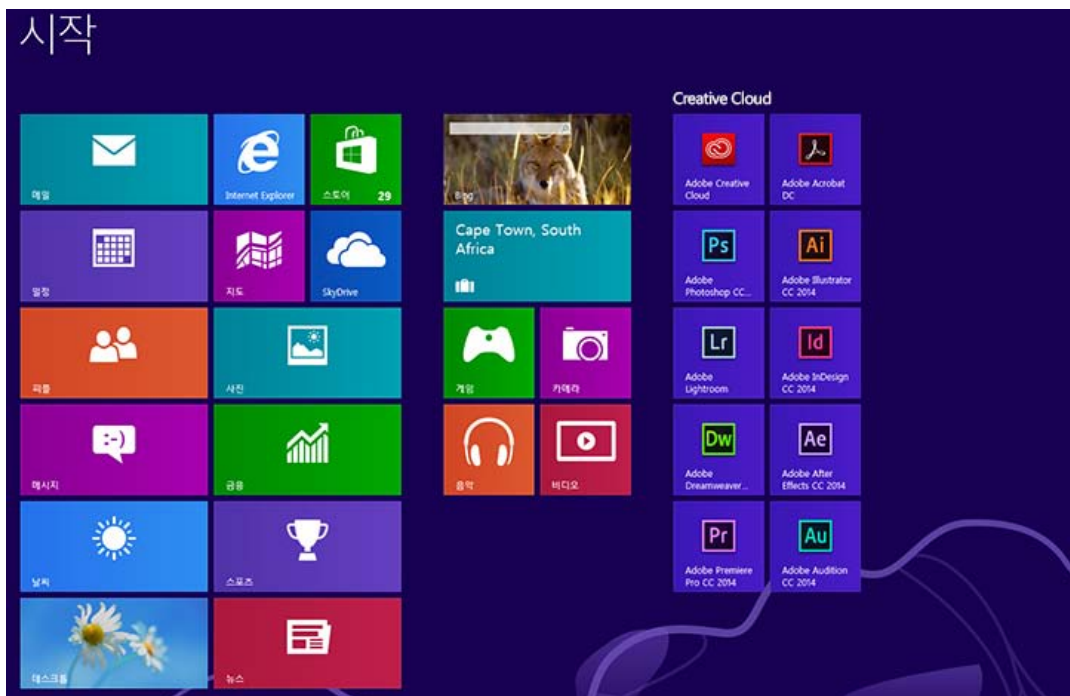 시작
메일
Internet Explorer
스토어 29
일정
지도
SkyDrive
피플
사진
메시지
금융
날씨
스포츠
데스크톱
뉴스
Bing
Cape Town, South
Africa
게임
카메라
음악
비디오
Creative Cloud
Adobe Creative
Cloud
Adobe Acrobat
DC
Ps
Adobe
Photoshop CC...
Ai
Adobe Illustrator
CC 2014
Lr
Adobe
Lightroom
Id
Adobe InDesign
CC 2014
Dw
Adobe
Dreamweaver...
Ae
Adobe After
Effects CC 2014
Pr
Adobe Premiere
Pro CC 2014
Au
Adobe Audition
CC 2014